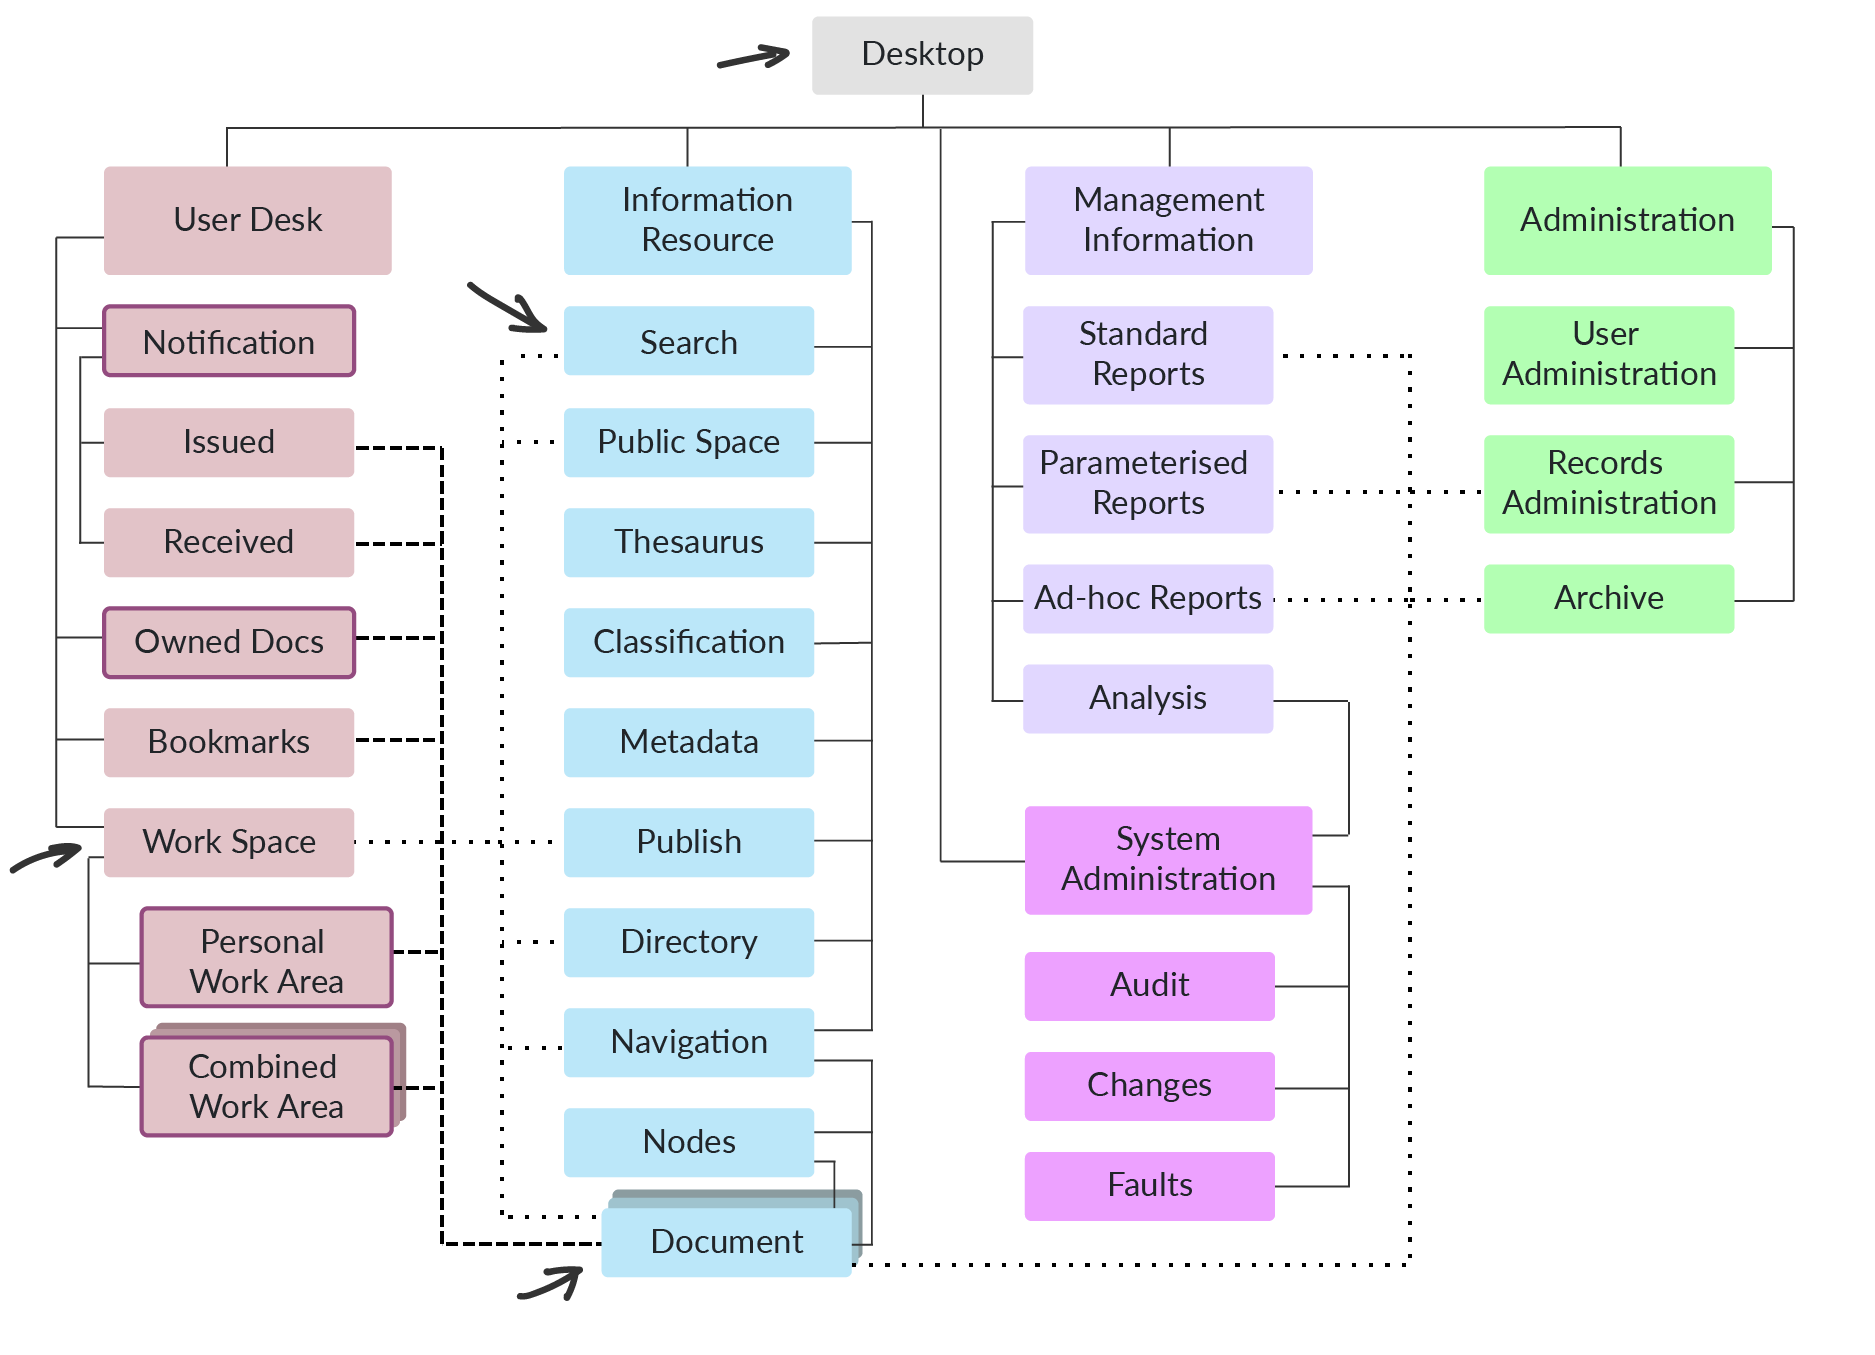 Desktop
User Desk
Notification
Issued
Received
Owned Docs
Bookmarks
Work Space
Personal
Work Area
Combined
Work Area
Information
Resource
Search
Public Space
Thesaurus
Classification
Metadata
Publish
Directory
Navigation
Nodes
Document
Management
Information
Standard
Reports
Parameterised
Reports
Ad-hoc Reports
Analysis
System
Administration
Audit
Changes
Faults
Administration
User
Administration
Records
Administration
Archive